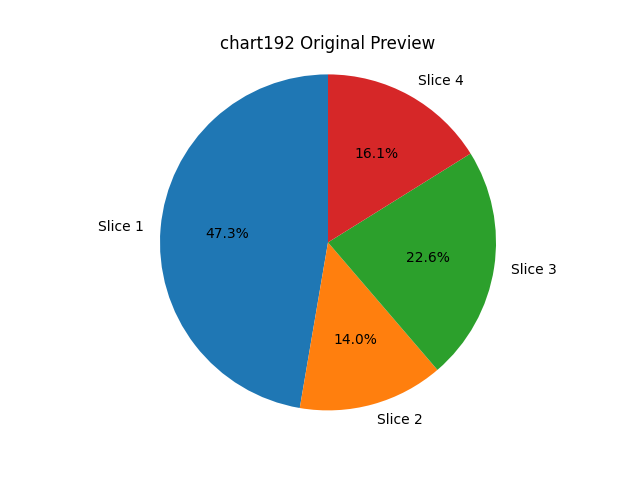 chart192 Original Preview
Slice 4
16.1%
Slice 1
47.3%
22.6%
Slice 3
14.0%
Slice 2